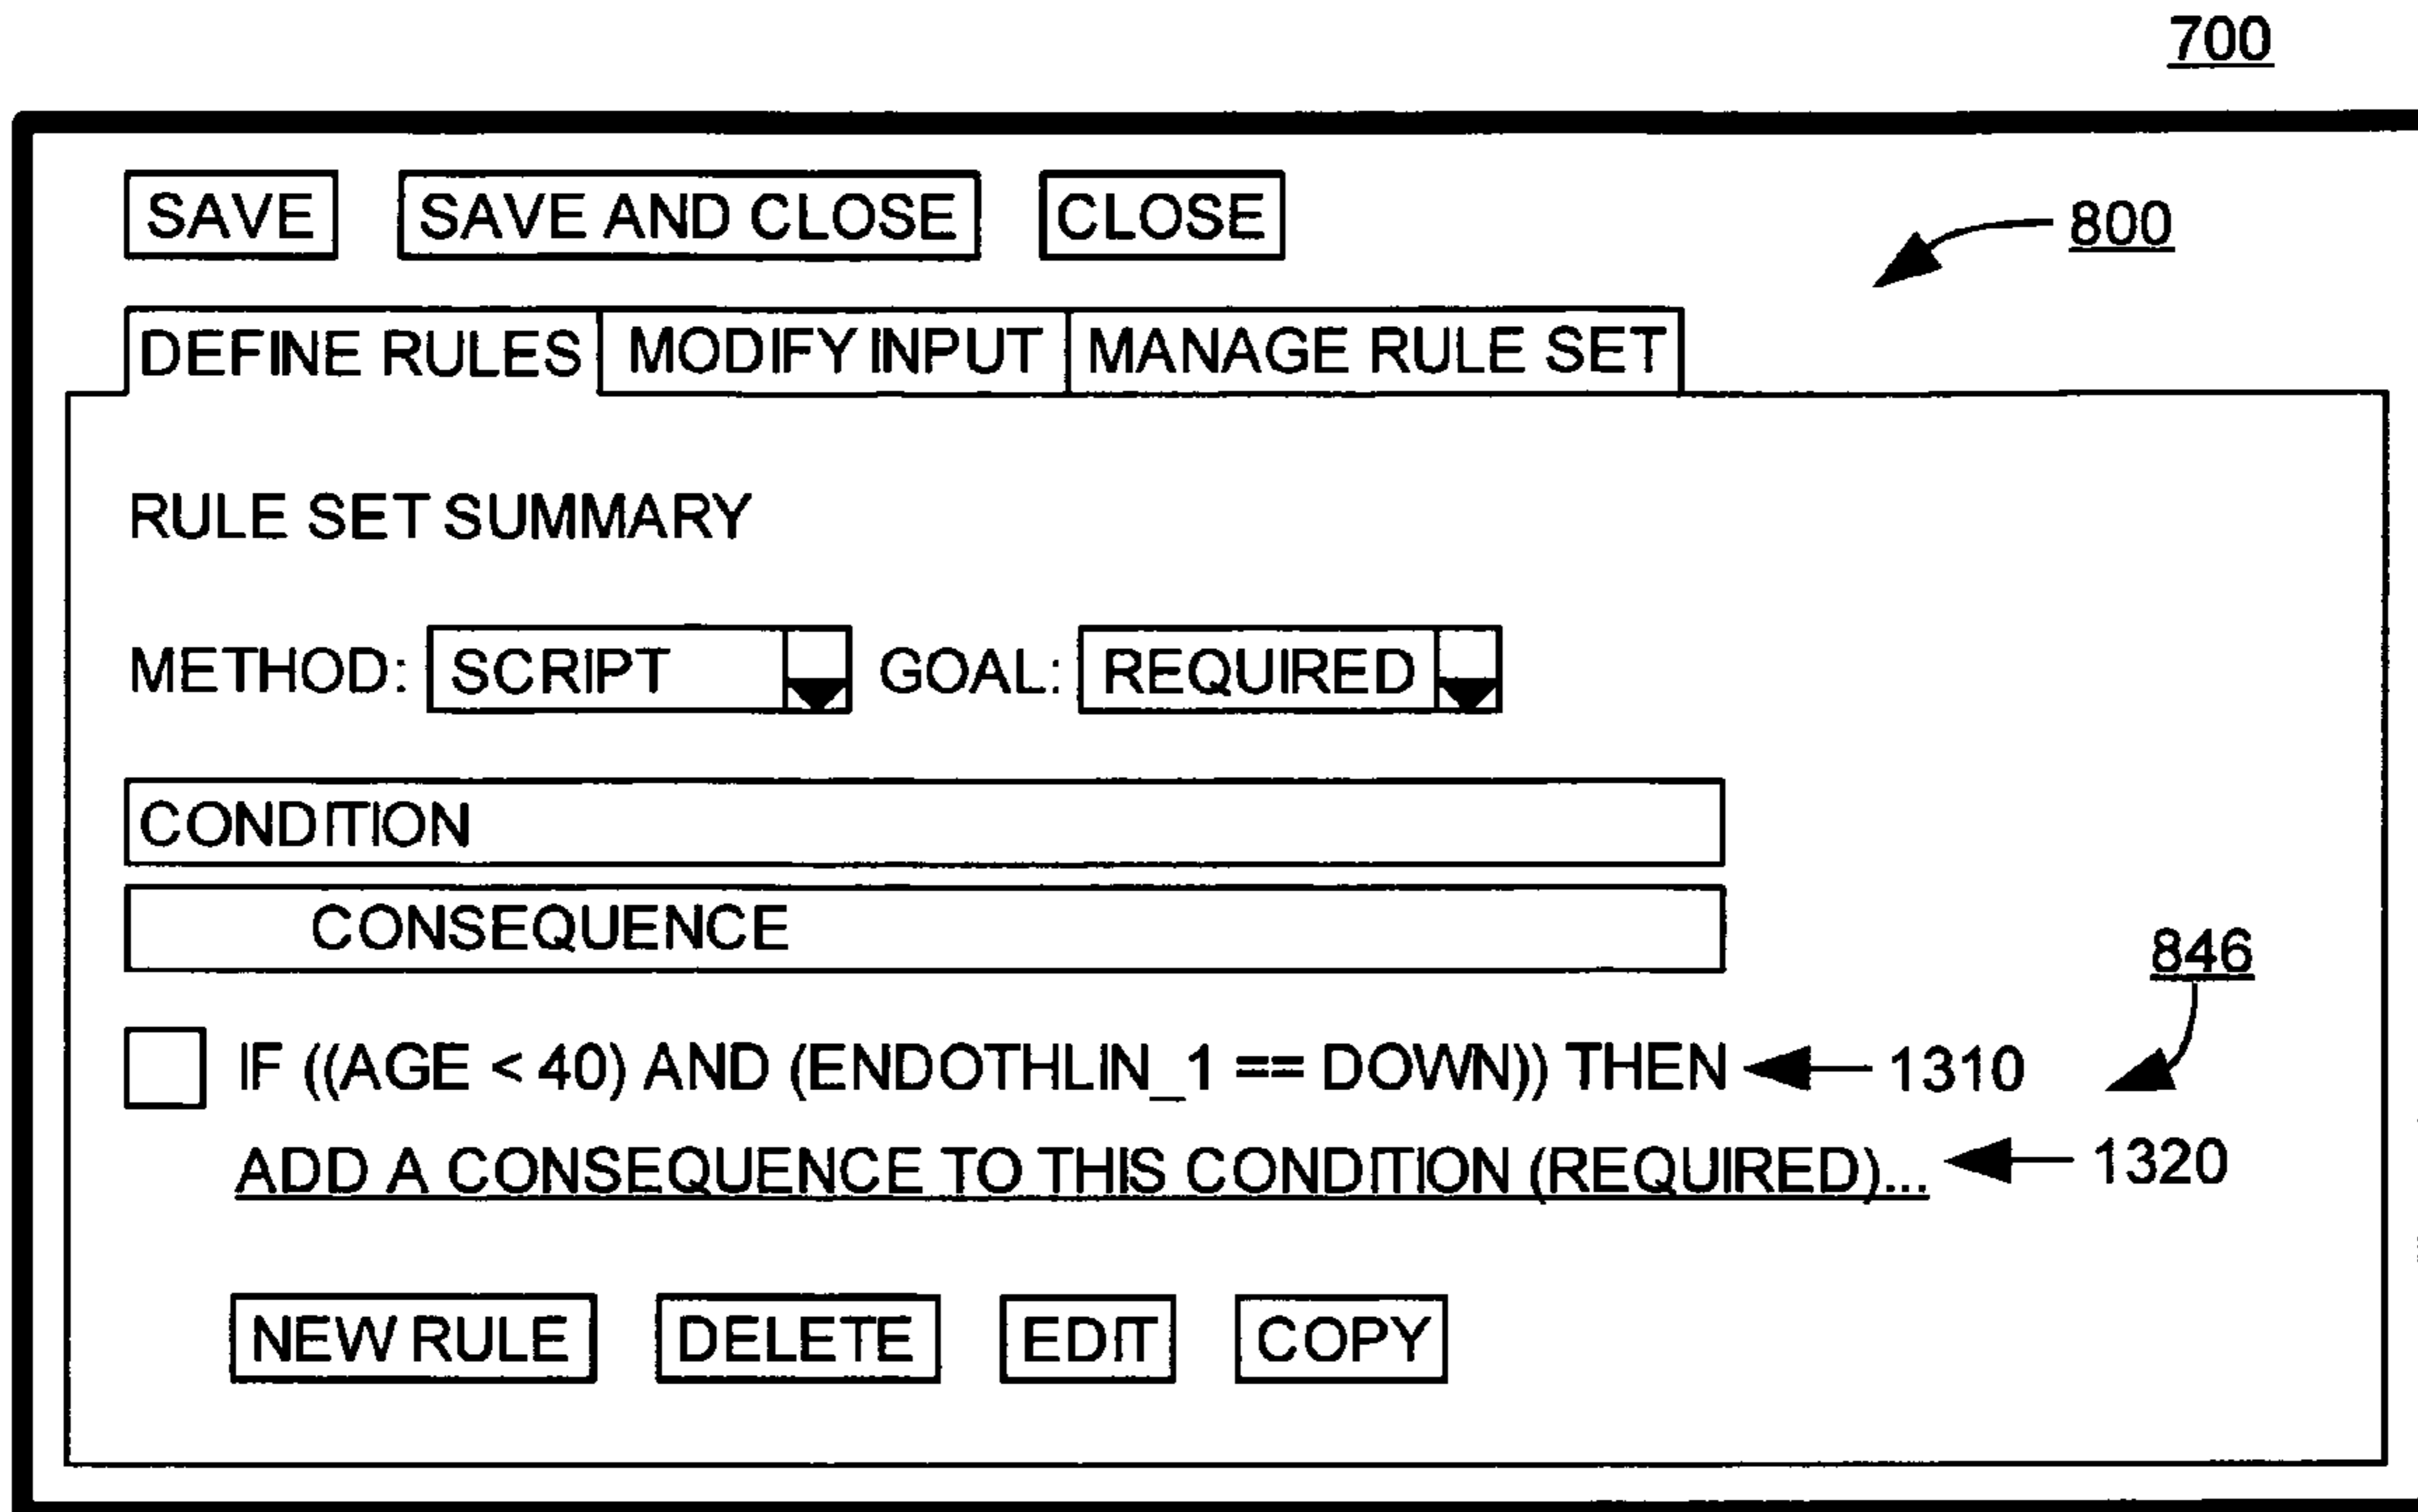 700
SAVE SAVE AND CLOSE CLOSE
800
DEFINE RULES MODIFY INPUT MANAGE RULE SET
RULE SET SUMMARY
METHOD: SCRIPT GOAL: REQUIRED
CONDITION
CONSEQUENCE
846
IF ((AGE < 40) AND (ENDOTHLIN_1 == DOWN)) THEN 1310
ADD A CONSEQUENCE TO THIS CONDITION (REQUIRED)... 1320
NEW RULE DELETE EDIT COPY